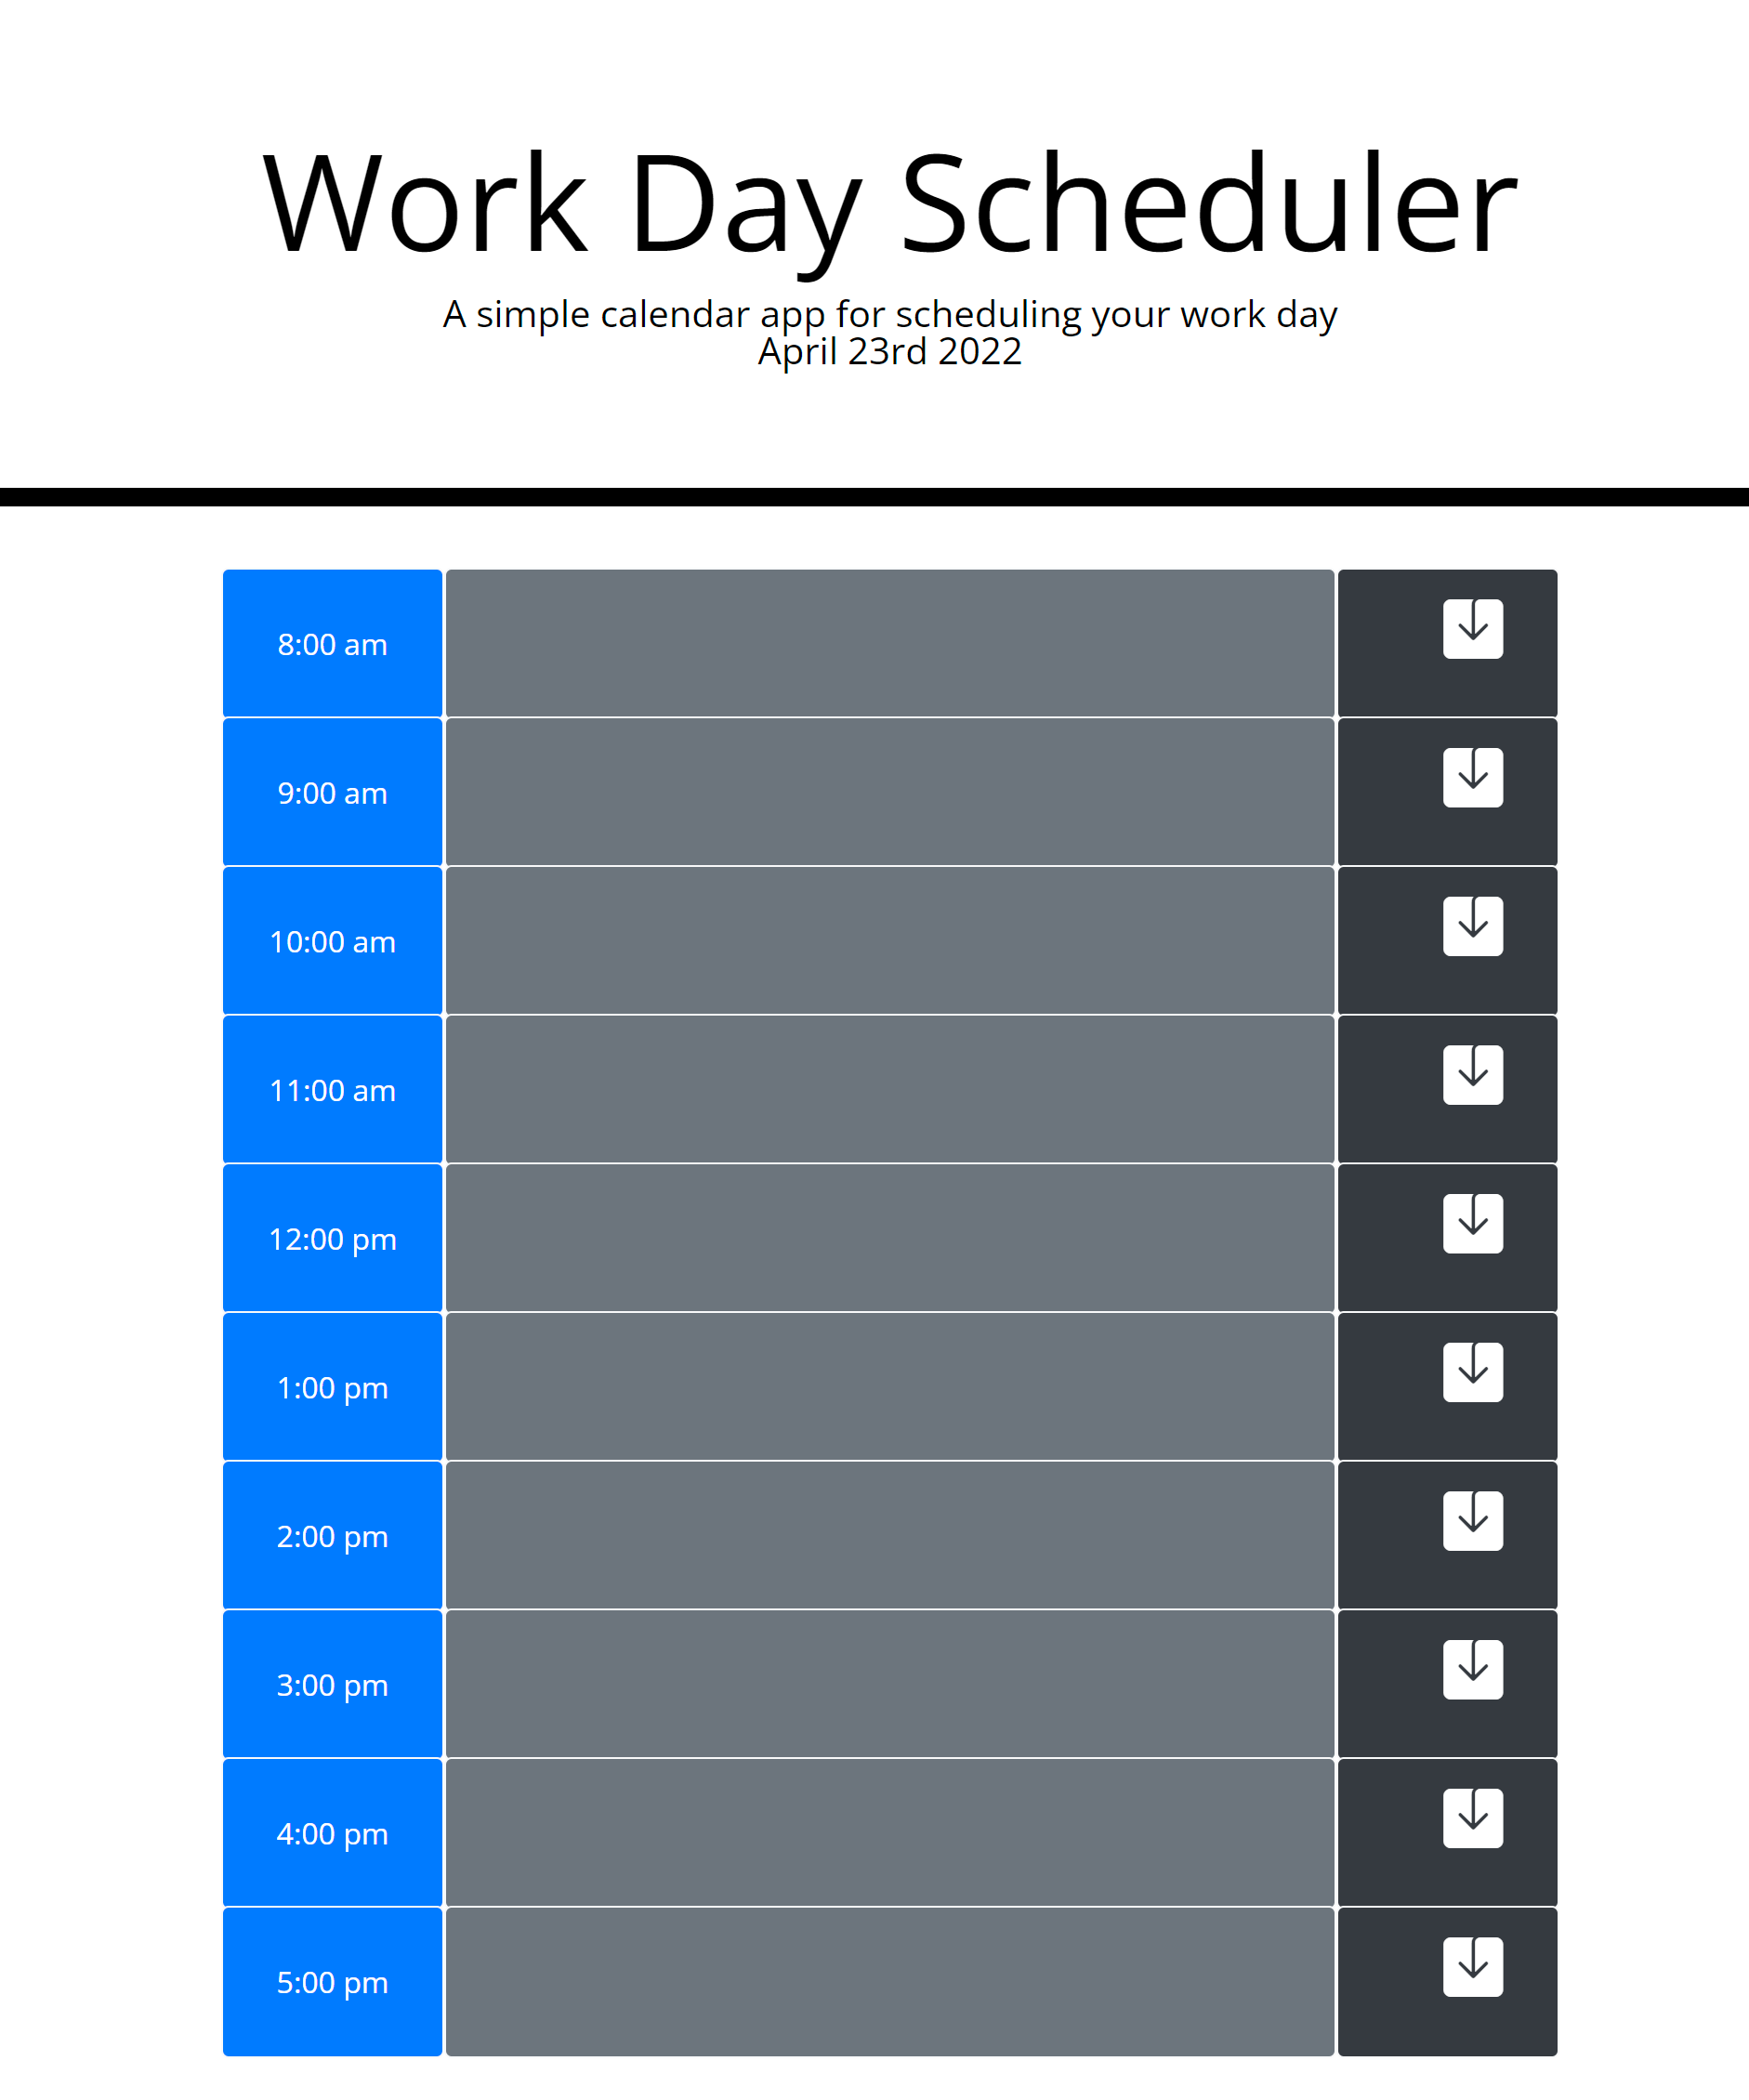 Work Day Scheduler
A simple calendar app for scheduling your work day
April 23rd 2022
8:00 am
9:00 am
10:00 am
11:00 am
12:00 pm
1:00 pm
2:00 pm
3:00 pm
4:00 pm
5:00 pm